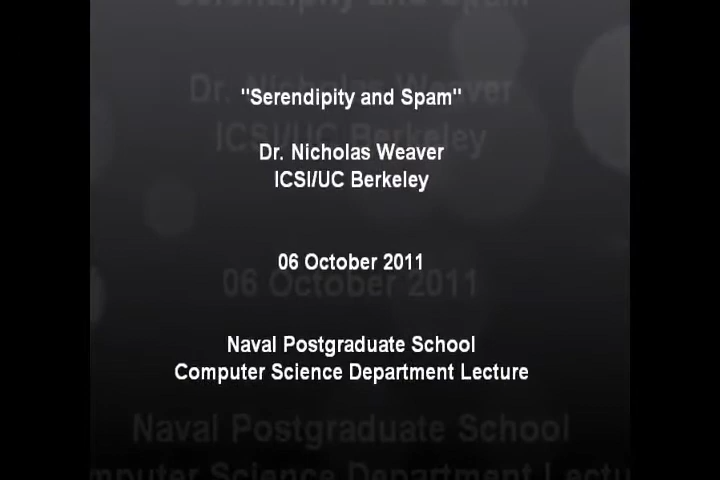 "Serendipity and Spam"
Dr. Nicholas Weaver
ICSI/UC Berkeley
06 October 2011
Naval Postgraduate School
Computer Science Department Lecture